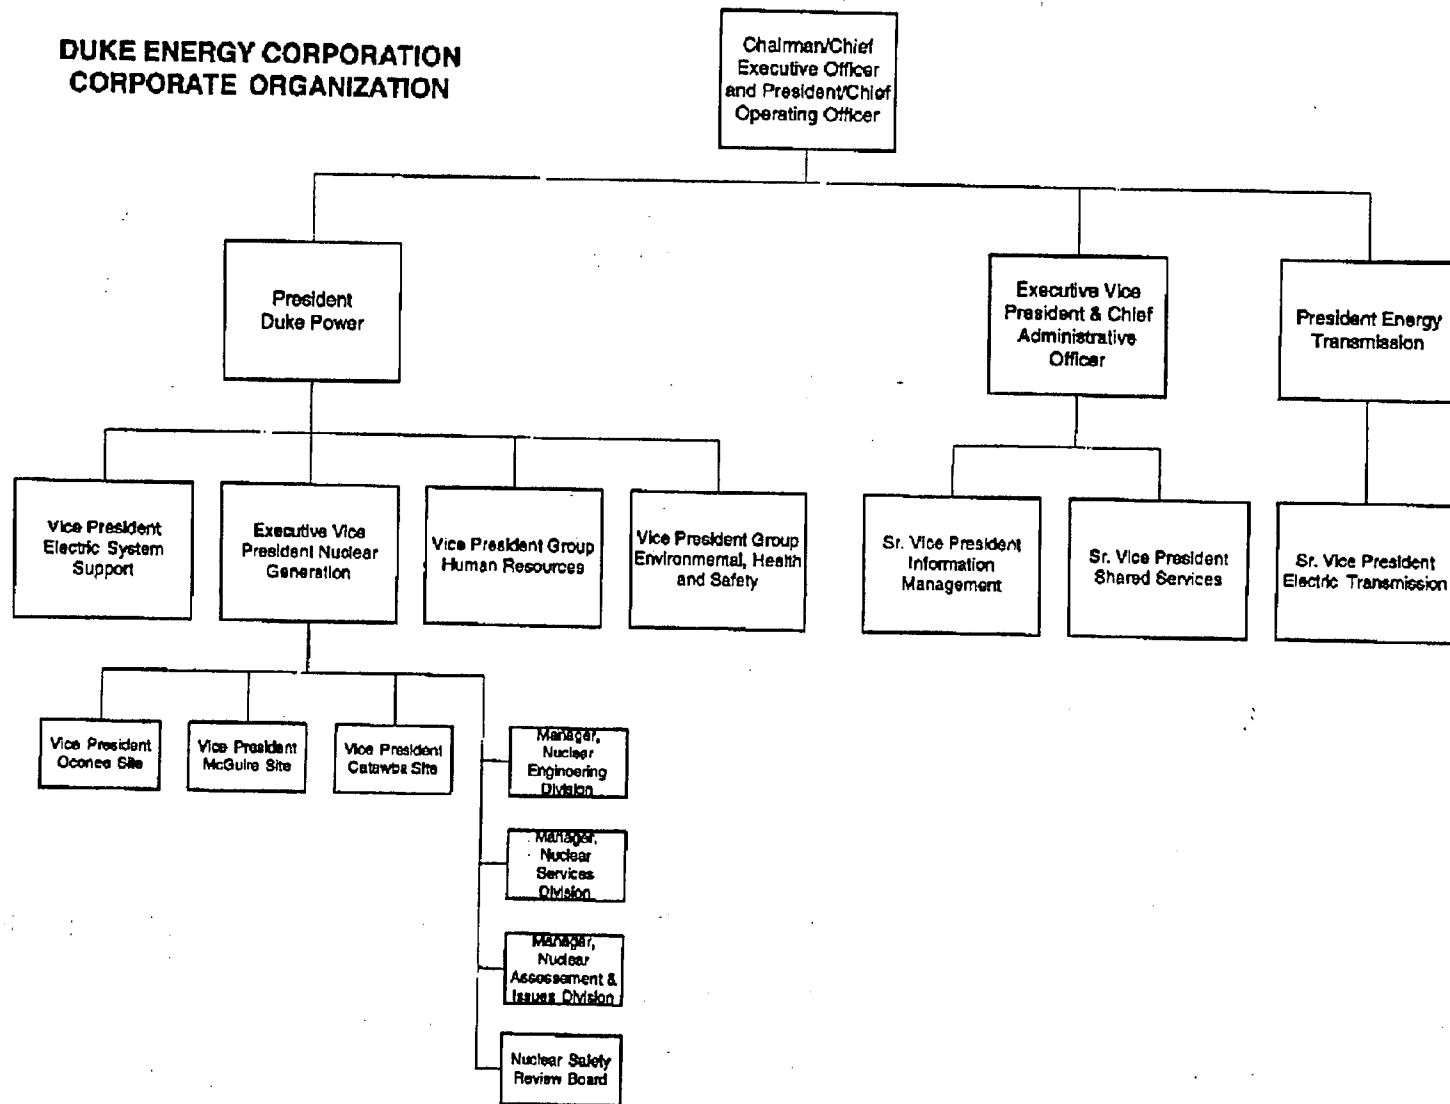 DUKE ENERGY CORPORATION
CORPORATE ORGANIZATION
Chairman/Chief
Executive Officer
and President/Chief
Operating Officer
President
Duke Power
Executive Vice
President & Chief
Administrative
Officer
President Energy
Transmission
Vice President
Electric System
Support
Executive Vice
President Nuclear
Generation
Vice President Group
Human Resources
Vice President Group
Environmental, Health
and Safety
Sr. Vice President
Information
Management
Sr. Vice President
Shared Services
Sr. Vice President
Electric Transmission
Vice President
Oconee Site
Vice President
McGuire Site
Vice President
Catawba Site
Manager,
Nuclear
Engineering
Division
Manager,
Nuclear
Services
Division
Manager,
Nuclear
Assessment &
Issues Division
Nuclear Safety
Review Board